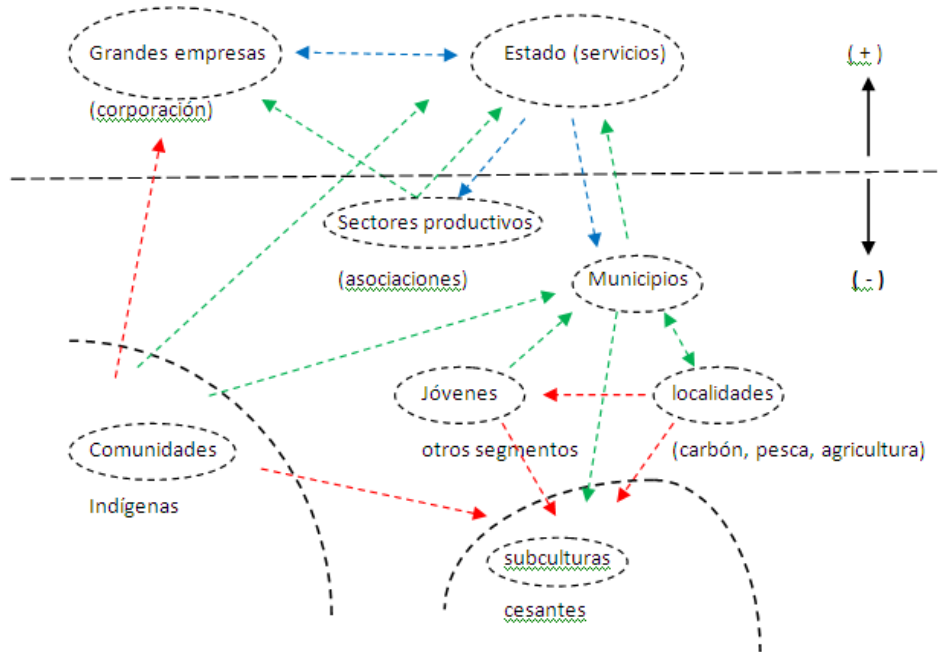 Grandes empresas
Estado (servicios)
( + )
(corporación)
Sectores productivos
(asociaciones)
Municipios
( - )
Jóvenes
localidades
otros segmentos
(carbón, pesca, agricultura)
Comunidades
Indígenas
subculturas
cesantes